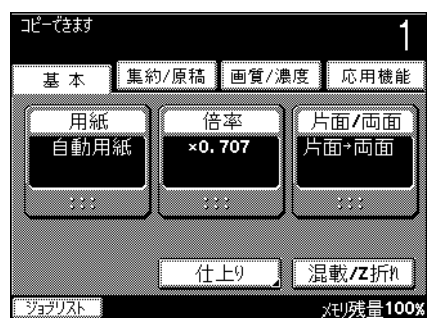 コピーできます
1
基本 集約/原稿 画質/濃度 応用機能
用紙 倍率 片面/両面
自動用紙 ×0.707 片面→両面
仕上り 混載/Z折れ
ジョブリスト メモリ残量100%